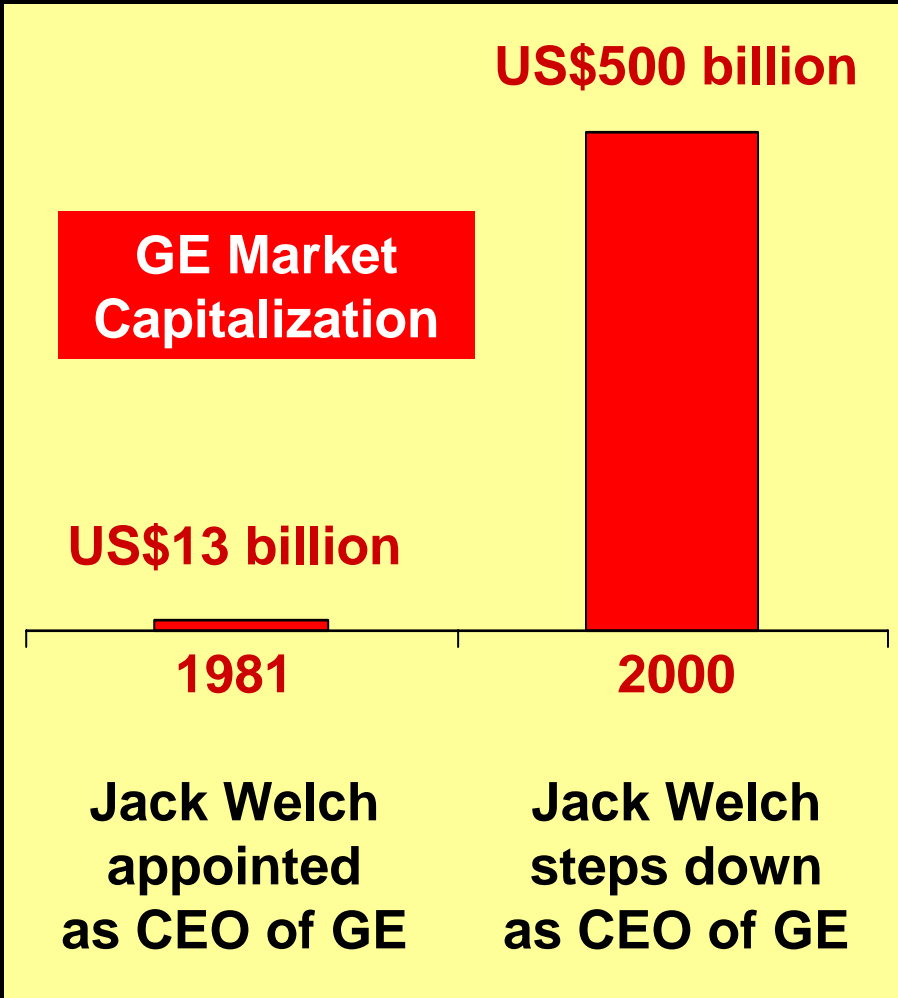 US$500 billion
GE Market
Capitalization
US$13 billion
1981
2000
Jack Welch
appointed
as CEO of GE
Jack Welch
steps down
as CEO of GE